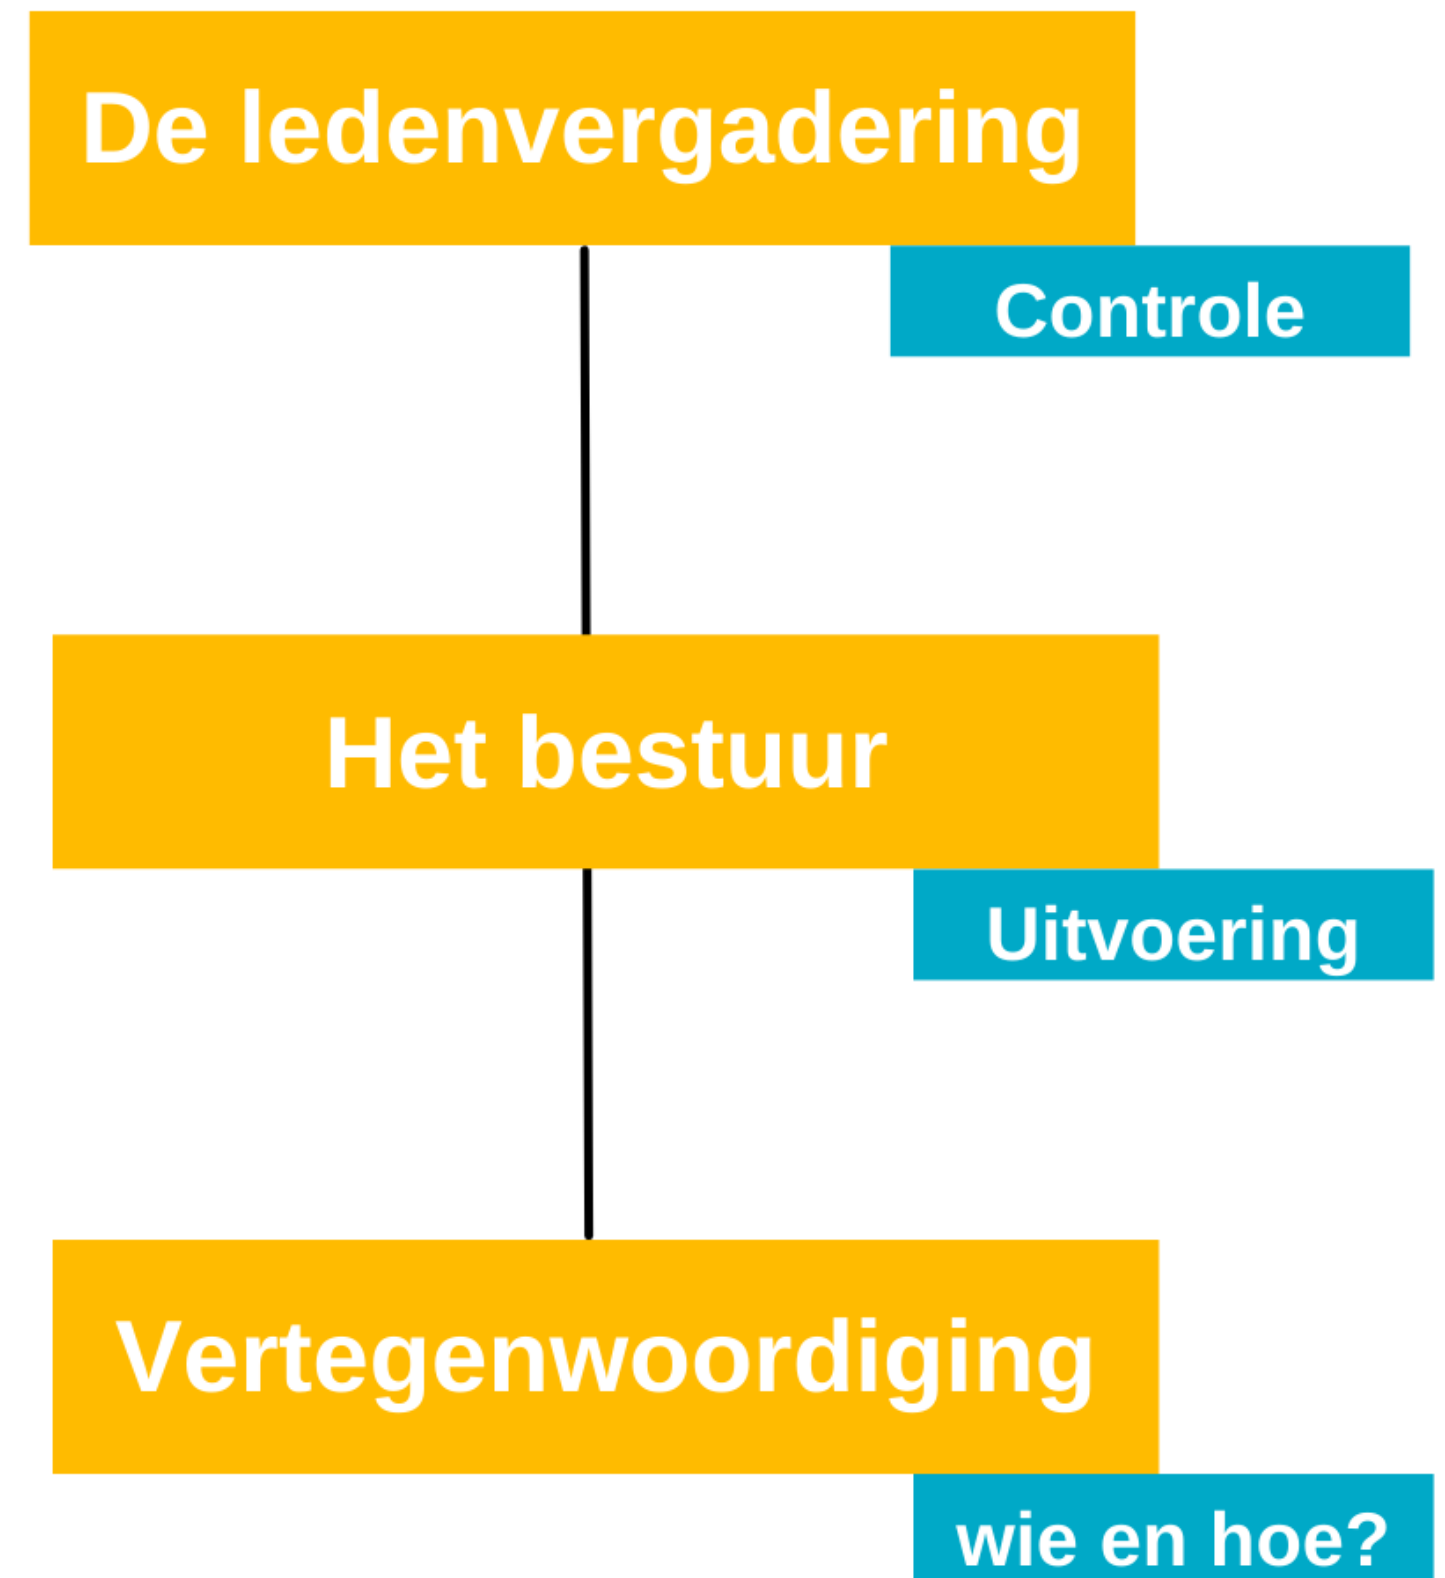 De ledenvergadering
Controle
Het bestuur
Uitvoering
Vertegenwoordiging
wie en hoe?